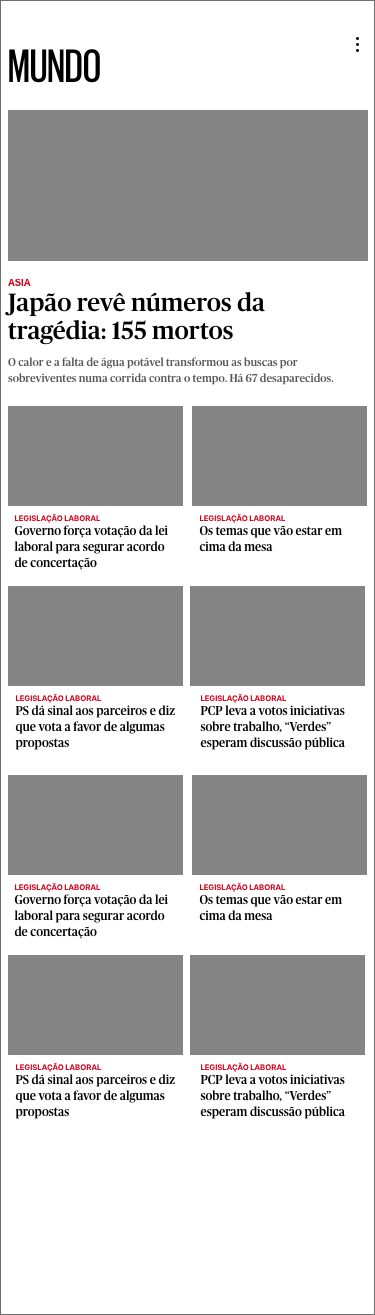 MUNDO
ASIA
Japão revê números da
tragédia: 155 mortos
O calor e a falta de água potável transformou as buscas por
sobreviventes numa corrida contra o tempo. Há 67 desaparecidos.
LEGISLAÇÃO LABORAL
Governo força votação da lei
laboral para segurar acordo
de concertação
LEGISLAÇÃO LABORAL
Os temas que vão estar em
cima da mesa
LEGISLAÇÃO LABORAL
PS dá sinal aos parceiros e diz
que vota a favor de algumas
propostas
LEGISLAÇÃO LABORAL
PCP leva a votos iniciativas
sobre trabalho, “Verdes”
esperam discussão pública
LEGISLAÇÃO LABORAL
Governo força votação da lei
laboral para segurar acordo
de concertação
LEGISLAÇÃO LABORAL
Os temas que vão estar em
cima da mesa
LEGISLAÇÃO LABORAL
PS dá sinal aos parceiros e diz
que vota a favor de algumas
propostas
LEGISLAÇÃO LABORAL
PCP leva a votos iniciativas
sobre trabalho, “Verdes”
esperam discussão pública